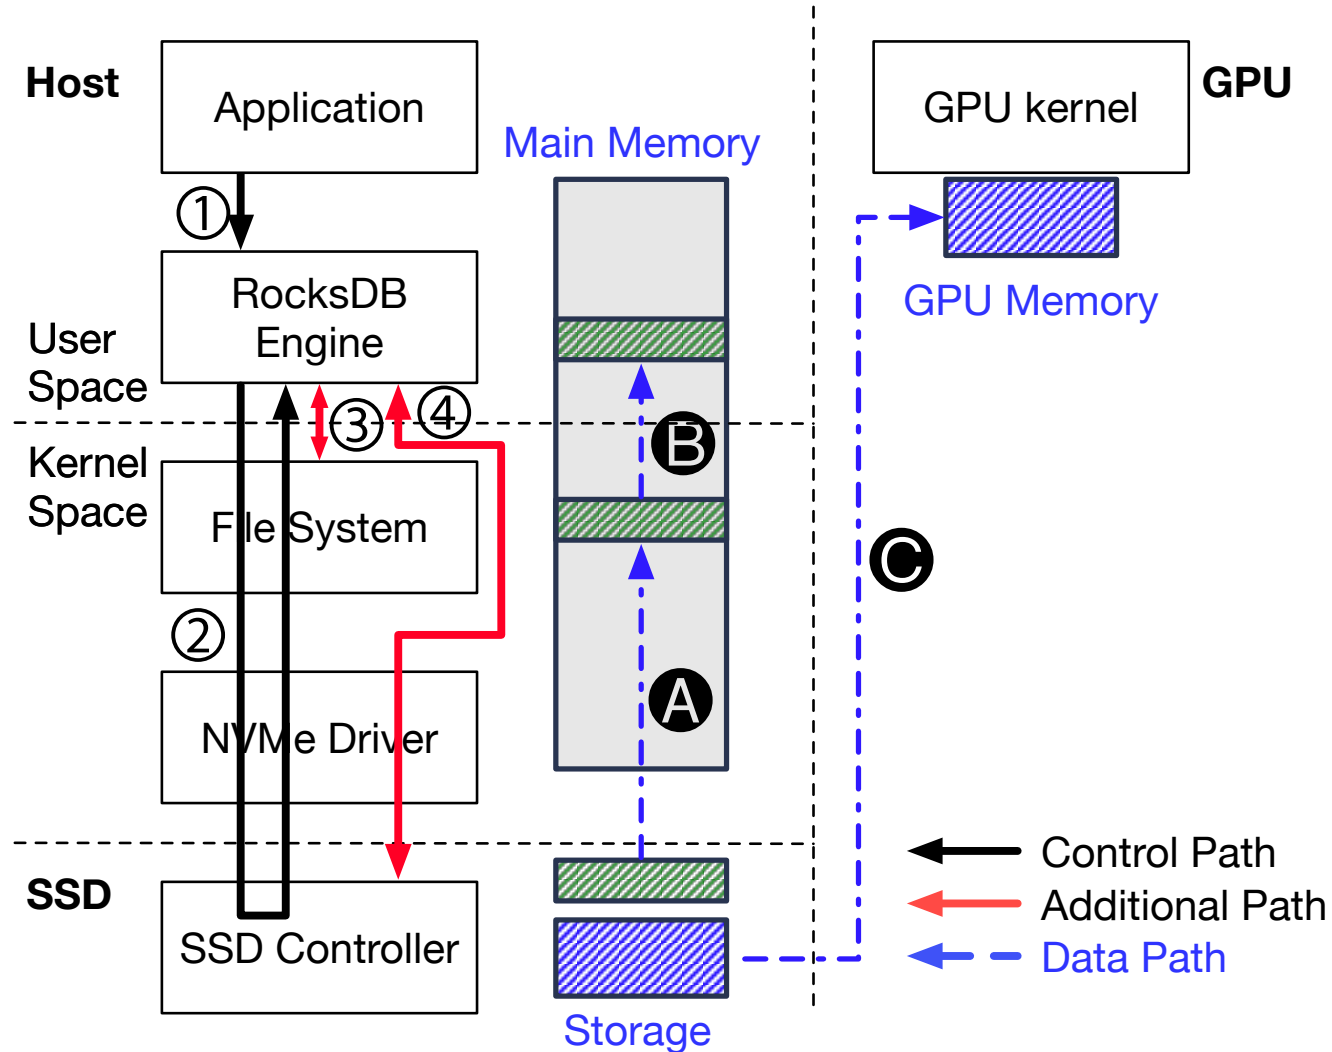 Host
Application
Main Memory
GPU kernel
GPU
①
RocksDB
Engine
GPU Memory
User
Space
③
④
Kernel
Space
B
File System
C
②
A
NVMe Driver
SSD
SSD Controller
Storage
Control Path
Additional Path
Data Path